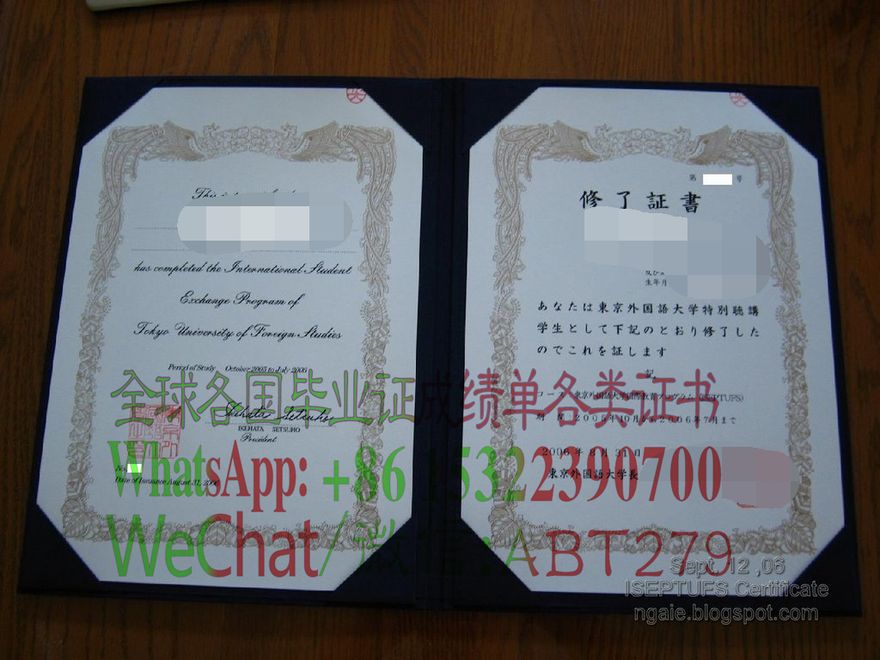 has completed the International Student
Exchange Program of
Tokyo University of Foreign Studies
Period of Study October 2005 to July 2006
IKEHATA SETSUHO
President
Date of Issuance August 31, 2006
第 号
修了証書
生年月
あなたは東京外国語大学特別聴講
学生として下記のとおり修了した
のでこれを証します
記
2006年8月31日
東京外国語大学長
全球各国毕业证成绩单各类证书
WhatsApp: +86 15322390700
WeChat/微信:ABT279
Sept. 12 ,06
ISEPTUFS Certificate
ngaie.blogspot.com